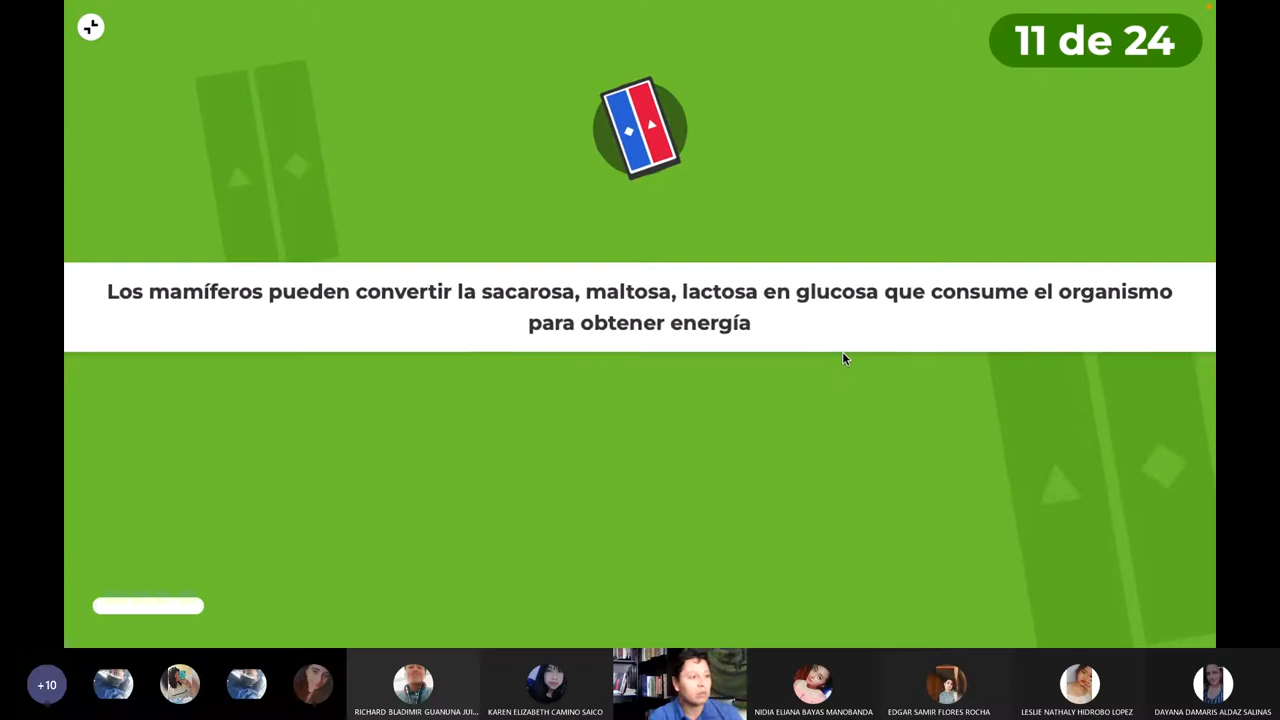 11 de 24
Los mamíferos pueden convertir la sacarosa, maltosa, lactosa en glucosa que consume el organismo
para obtener energía
+10
RICHARD BLADIMIR GUANUNA JUI...
KAREN ELIZABETH CAMINO SAICO
NIDIA ELIANA BAYAS MANOBANDA
EDGAR SAMIR FLORES ROCHA
LESLIE NATHALY HIDROBO LOPEZ
DAYANA DAMARIS ALDAZ SALINAS